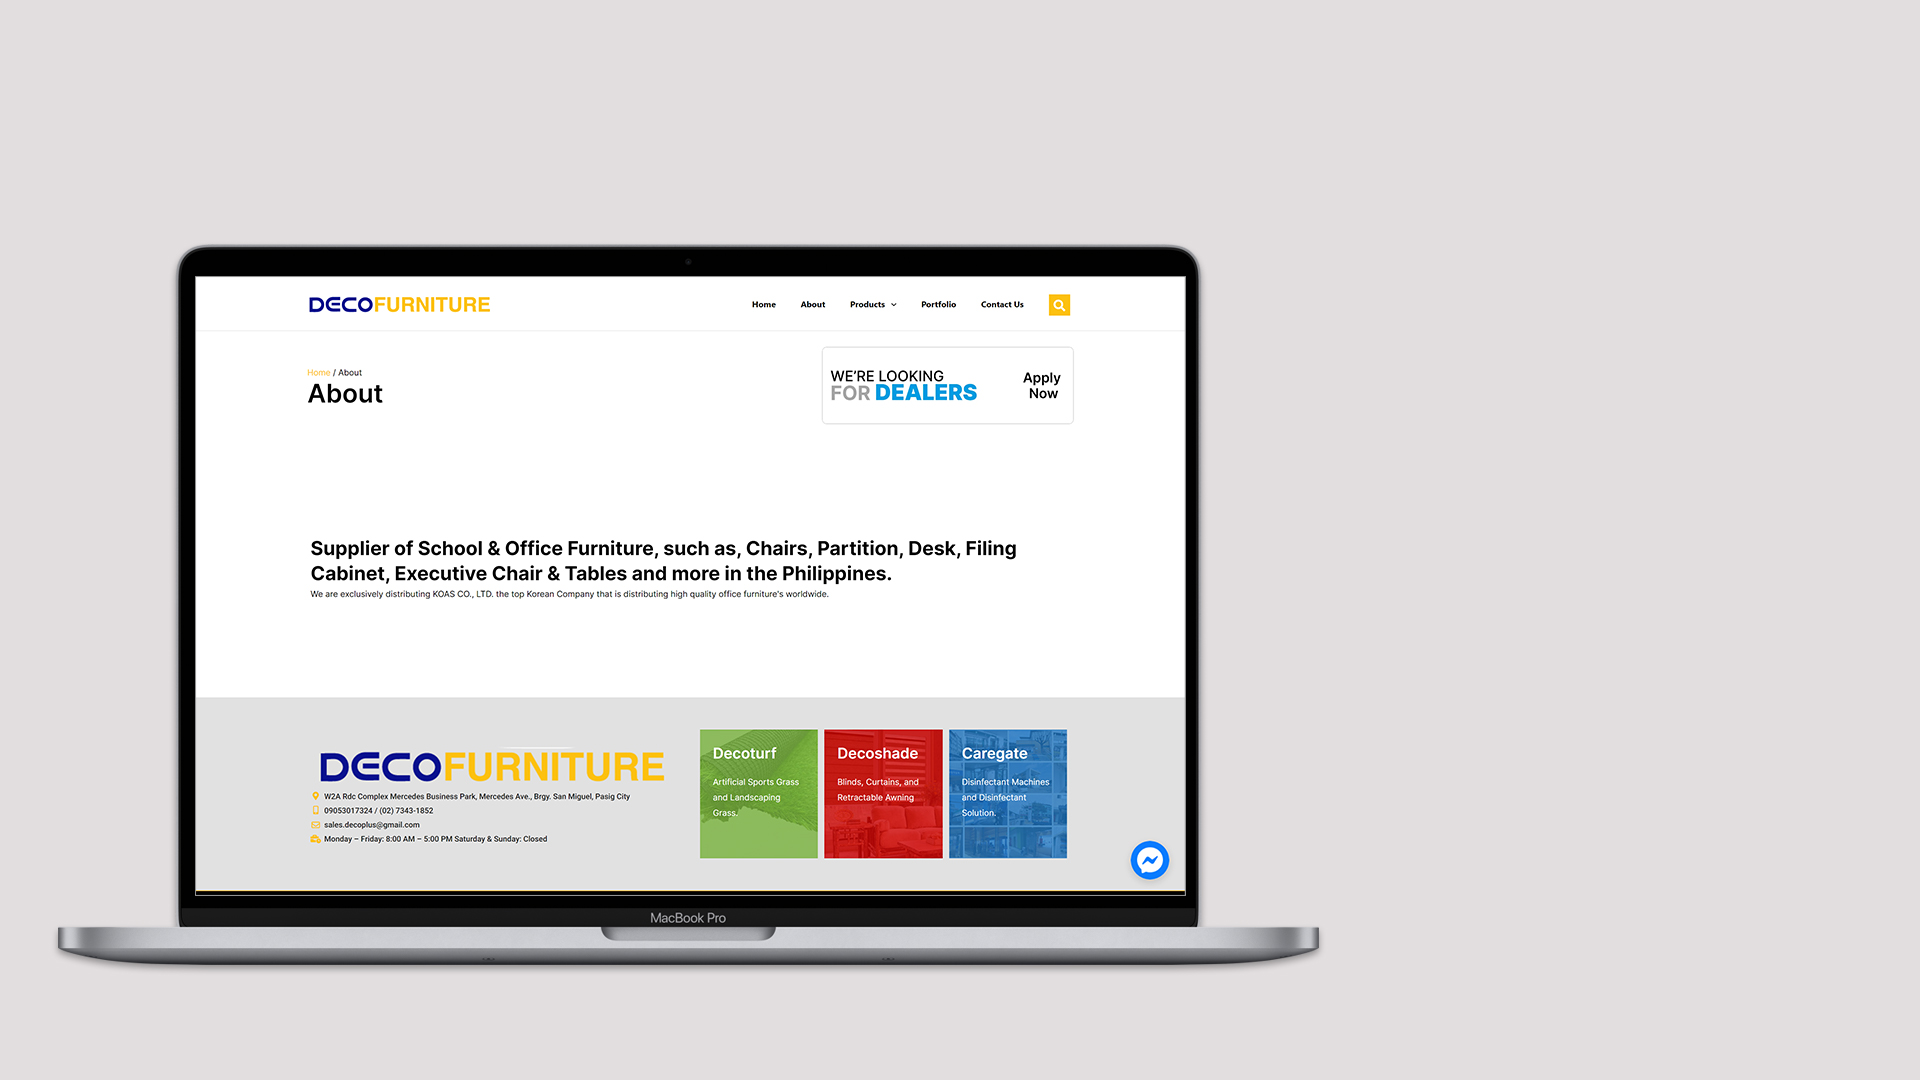 DECOFURNITURE
Home About Products Portfolio Contact Us
Home / About
About
WE'RE LOOKING
FOR DEALERS
Apply
Now
Supplier of School & Office Furniture, such as, Chairs, Partition, Desk, Filing
Cabinet, Executive Chair & Tables and more in the Philippines.
We are exclusively distributing KOAS CO., LTD. the top Korean Company that is distributing high quality office furniture's worldwide.
DECOFURNITURE
W2A Rdc Complex Mercedes Business Park, Mercedes Ave., Brgy. San Miguel, Pasig City
09053017324 / (02) 7343-1852
sales.decoplus@gmail.com
Monday – Friday: 8:00 AM – 5:00 PM Saturday & Sunday: Closed
Decoturf
Artificial Sports Grass
and Landscaping
Grass.
Decoshade
Blinds, Curtains, and
Retractable Awning
Caregate
Disinfectant Machines
and Disinfectant
Solution.
MacBook Pro